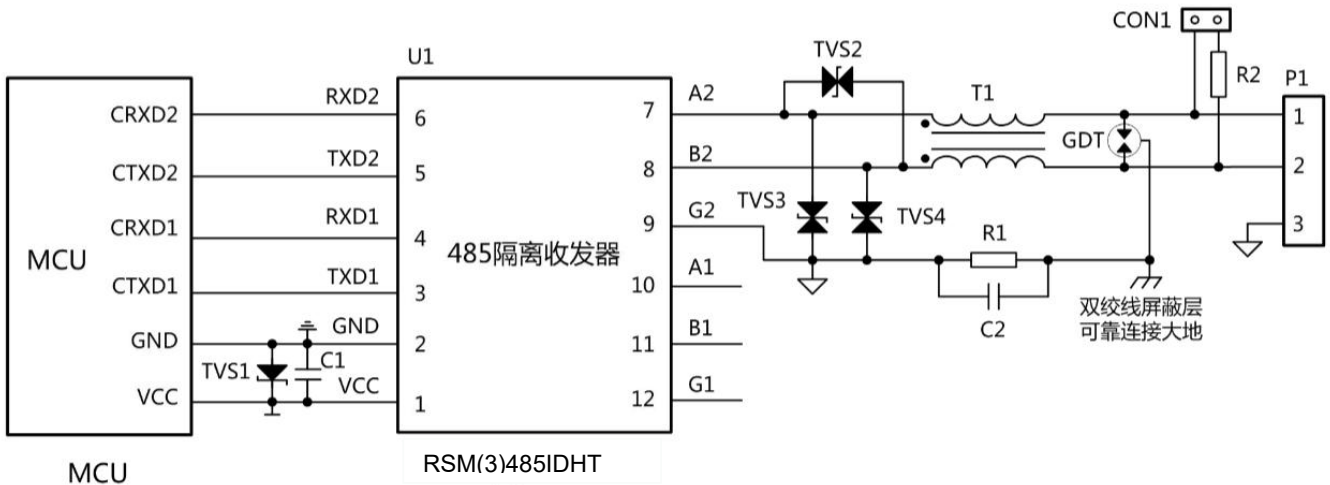 CON1
U1
TVS2
R2
P1
CRXD2
RXD2
6
7
A2
T1
1
GDT
CTXD2
TXD2
5
8
B2
2
CRXD1
RXD1
4
9
G2
TVS3
TVS4
3
MCU
485隔离收发器
R1
CTXD1
TXD1
3
10
A1
双绞线屏蔽层
可靠连接大地
C2
GND
GND
2
11
B1
TVS1
C1
VCC
VCC
1
12
G1
MCU
RSM(3)485IDHT